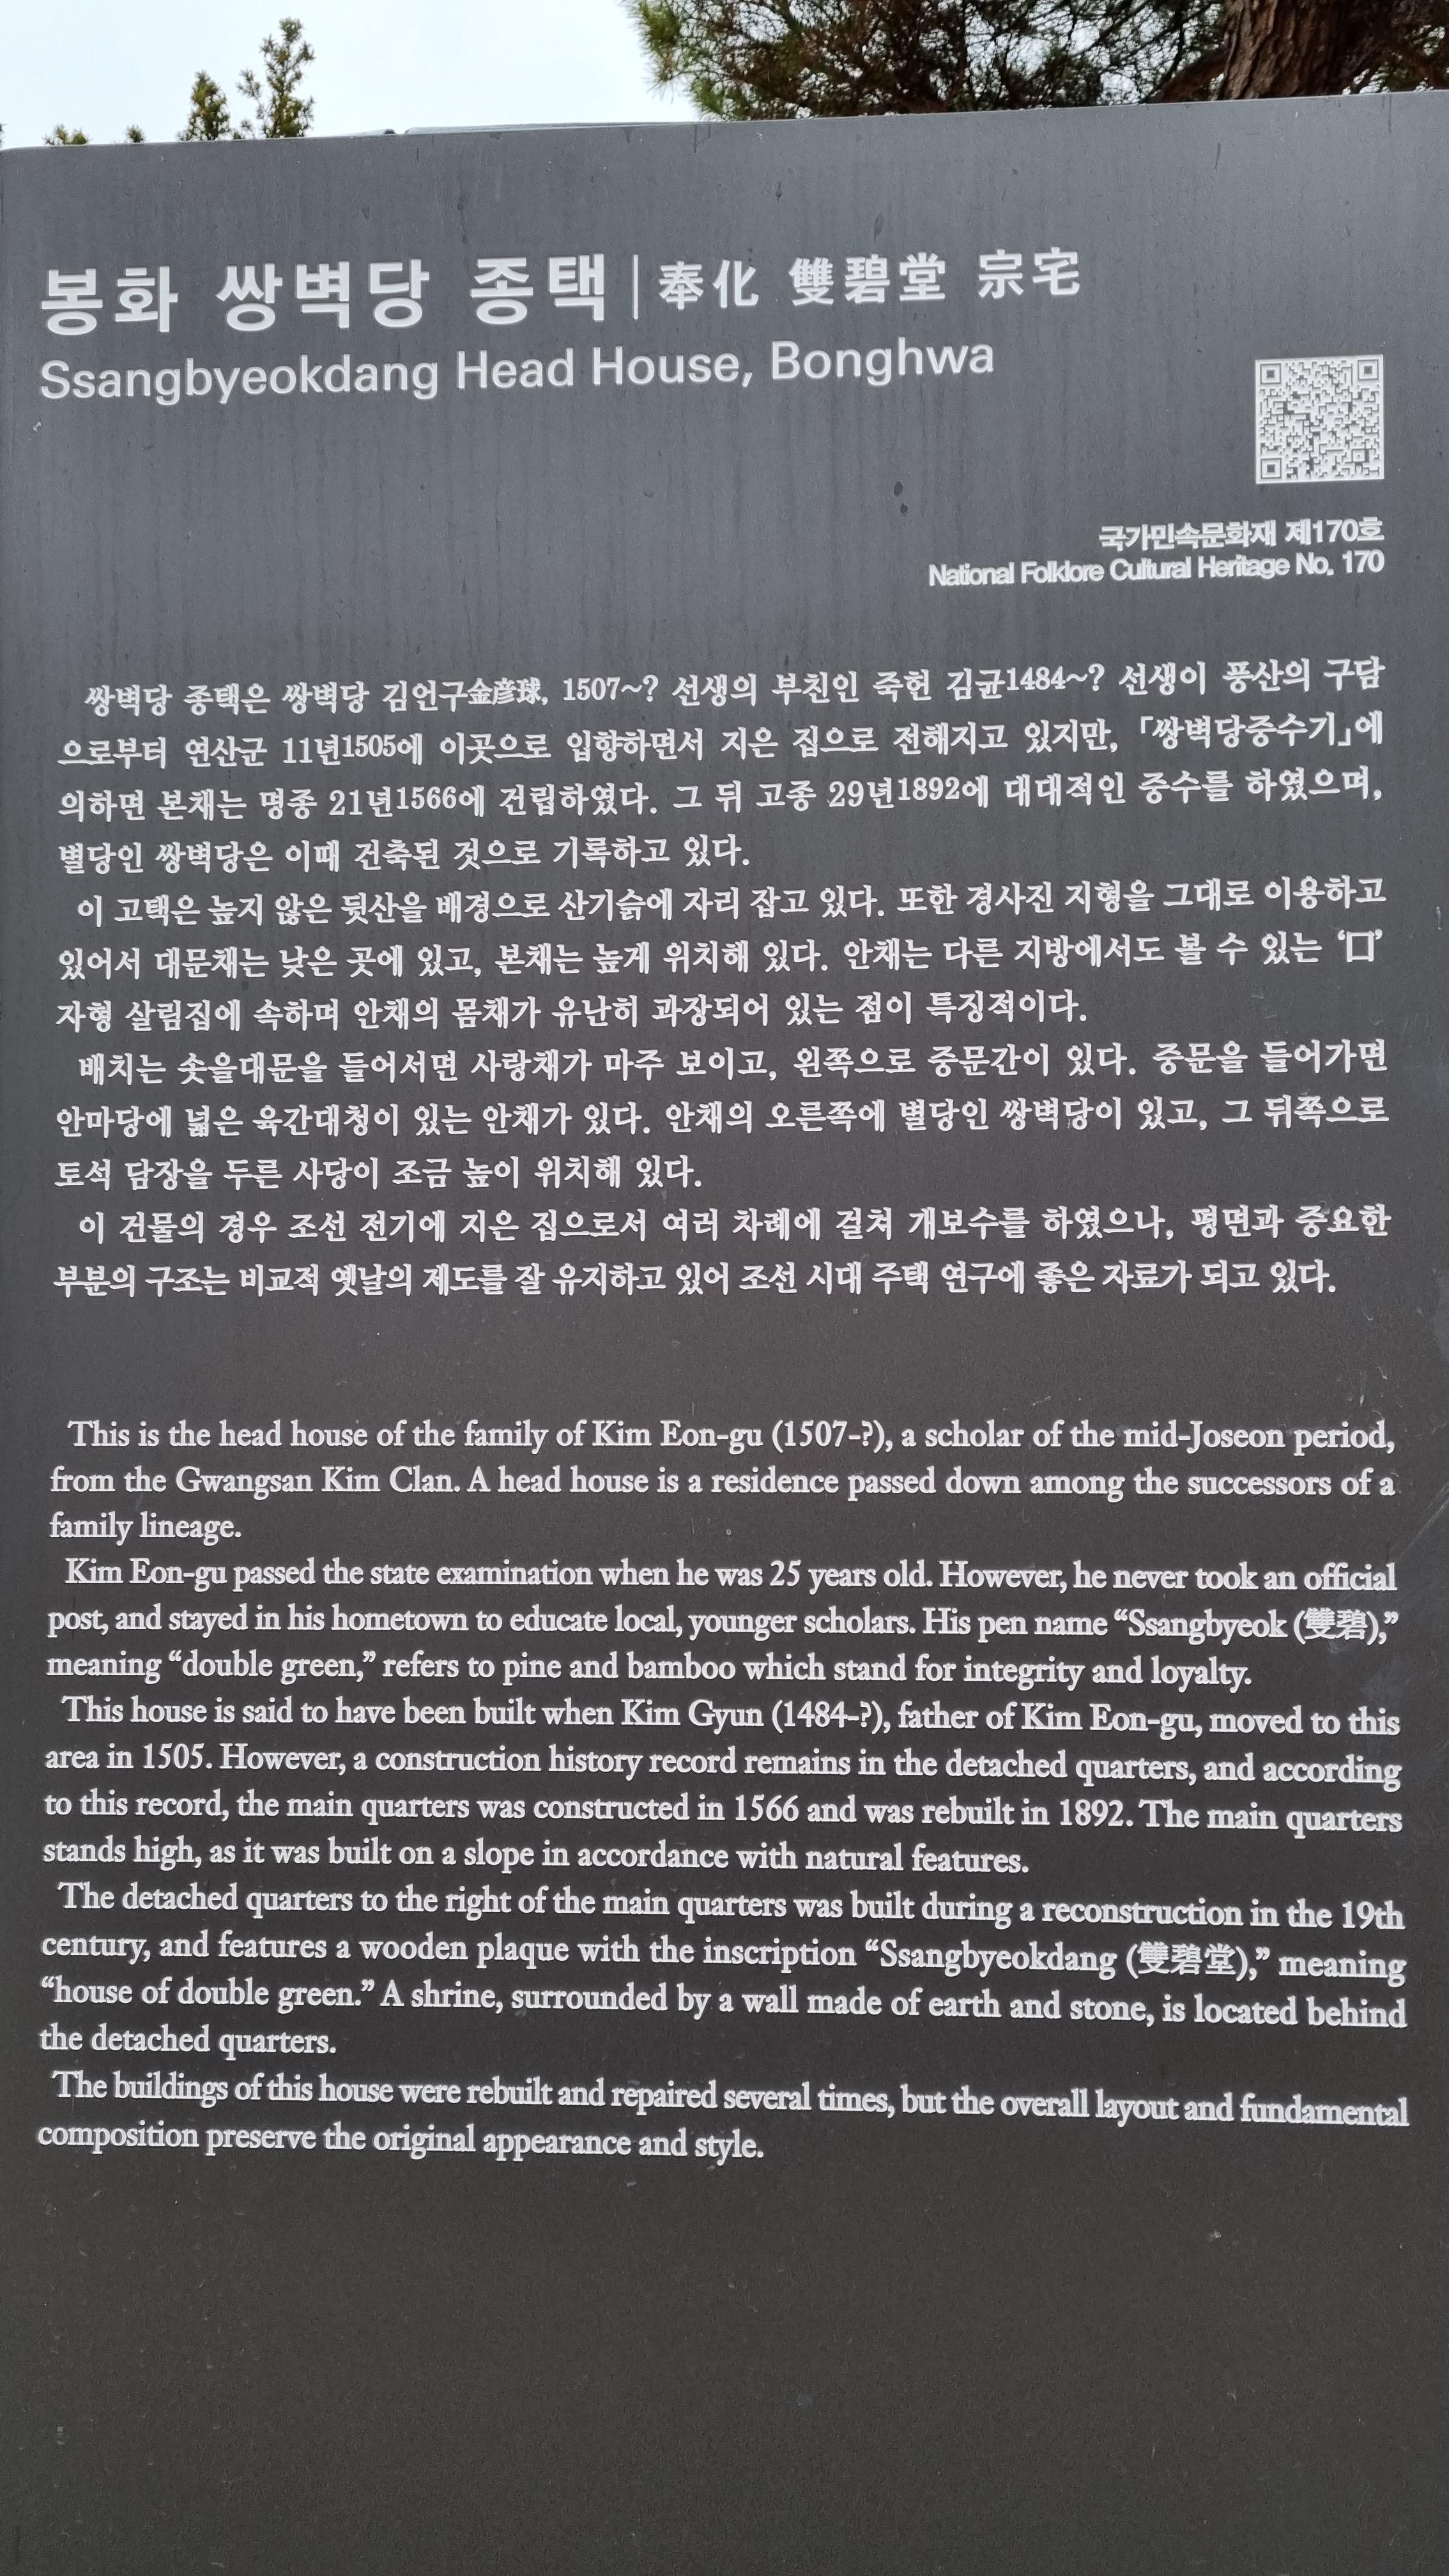 봉화 쌍벽당 종택 | 奉化 雙碧堂 宗宅
Ssangbyeokdang Head House, Bonghwa
국가민속문화재 제170호
National Folklore Cultural Heritage No. 170
쌍벽당 종택은 쌍벽당 김언구金彦球, 1507~? 선생의 부친인 죽헌 김균1484~? 선생이 풍산의 구담
으로부터 연산군 11년1505에 이곳으로 입향하면서 지은 집으로 전해지고 있지만, 「쌍벽당중수기」에
의하면 본채는 명종 21년1566에 건립하였다. 그 뒤 고종 29년1892에 대대적인 중수를 하였으며,
별당인 쌍벽당은 이때 건축된 것으로 기록하고 있다.
이 고택은 높지 않은 뒷산을 배경으로 산기슭에 자리 잡고 있다. 또한 경사진 지형을 그대로 이용하고
있어서 대문채는 낮은 곳에 있고, 본채는 높게 위치해 있다. 안채는 다른 지방에서도 볼 수 있는 ‘口’
자형 살림집에 속하며 안채의 몸채가 유난히 과장되어 있는 점이 특징적이다.
배치는 솟을대문을 들어서면 사랑채가 마주 보이고, 왼쪽으로 중문간이 있다. 중문을 들어가면
안마당에 넓은 육간대청이 있는 안채가 있다. 안채의 오른쪽에 별당인 쌍벽당이 있고, 그 뒤쪽으로
토석 담장을 두른 사당이 조금 높이 위치해 있다.
이 건물의 경우 조선 전기에 지은 집으로서 여러 차례에 걸쳐 개보수를 하였으나, 평면과 중요한
부분의 구조는 비교적 옛날의 제도를 잘 유지하고 있어 조선 시대 주택 연구에 좋은 자료가 되고 있다.
This is the head house of the family of Kim Eon-gu (1507-?), a scholar of the mid-Joseon period,
from the Gwangsan Kim Clan. A head house is a residence passed down among the successors of a
family lineage.
Kim Eon-gu passed the state examination when he was 25 years old. However, he never took an official
post, and stayed in his hometown to educate local, younger scholars. His pen name “Ssangbyeok (雙碧),”
meaning “double green,” refers to pine and bamboo which stand for integrity and loyalty.
This house is said to have been built when Kim Gyun (1484-?), father of Kim Eon-gu, moved to this
area in 1505. However, a construction history record remains in the detached quarters, and according
to this record, the main quarters was constructed in 1566 and was rebuilt in 1892. The main quarters
stands high, as it was built on a slope in accordance with natural features.
The detached quarters to the right of the main quarters was built during a reconstruction in the 19th
century, and features a wooden plaque with the inscription “Ssangbyeokdang (雙碧堂),” meaning
“house of double green.” A shrine, surrounded by a wall made of earth and stone, is located behind
the detached quarters.
The buildings of this house were rebuilt and repaired several times, but the overall layout and fundamental
composition preserve the original appearance and style.